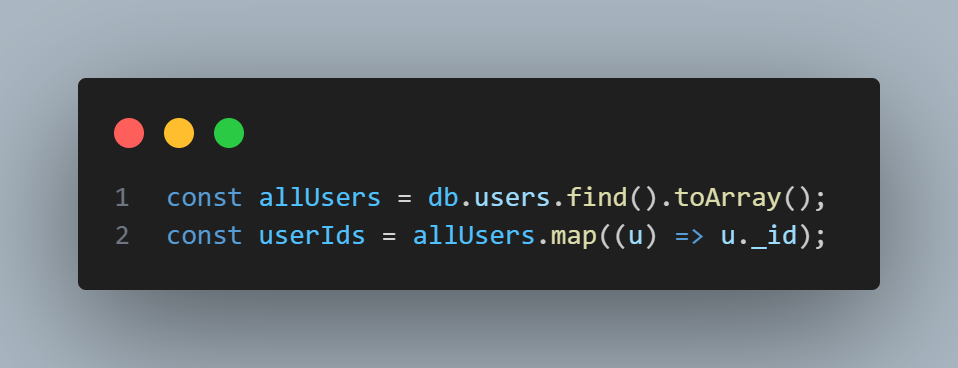 1 const allUsers = db.users.find().toArray();
2 const userIds = allUsers.map((u) => u._id);